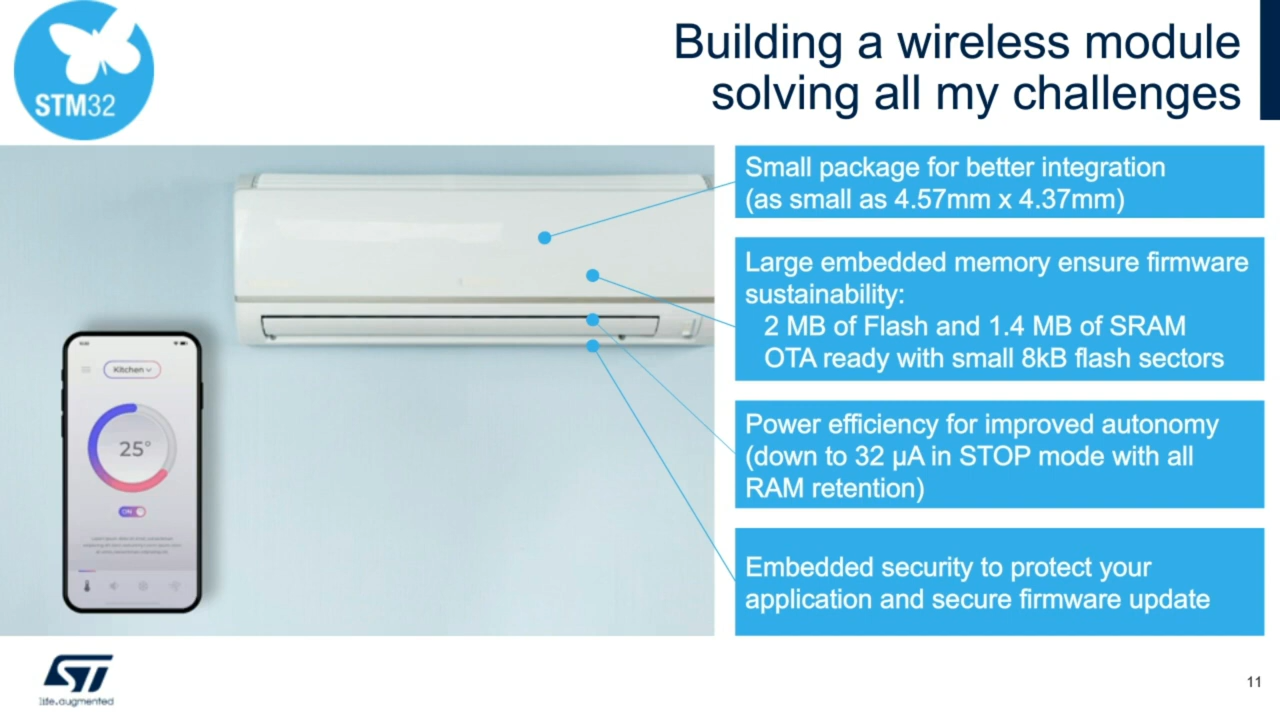 STM32
Building a wireless module
solving all my challenges
Small package for better integration
(as small as 4.57mm x 4.37mm)
Large embedded memory ensure firmware
sustainability:
2 MB of Flash and 1.4 MB of SRAM
OTA ready with small 8kB flash sectors
Power efficiency for improved autonomy
(down to 32 µA in STOP mode with all
RAM retention)
Embedded security to protect your
application and secure firmware update
Kitchen
25°
ON
ST
life.augmented
11